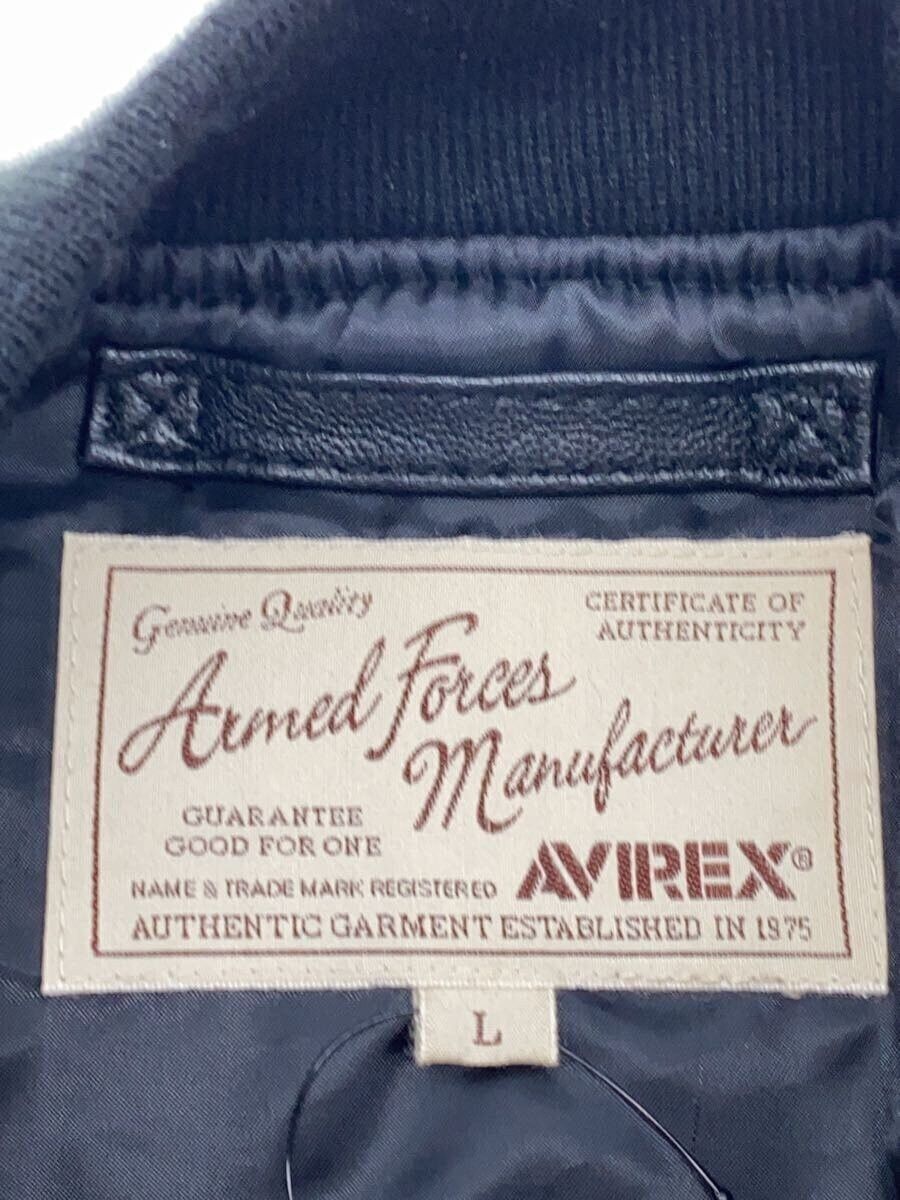 Genuine Quality
CERTIFICATE OF
AUTHENTICITY
Armed Forces
Manufacturer
GUARANTEE
GOOD FOR ONE
NAME & TRADE MARK REGISTERED
AVIREX®
AUTHENTIC GARMENT ESTABLISHED IN 1975
L